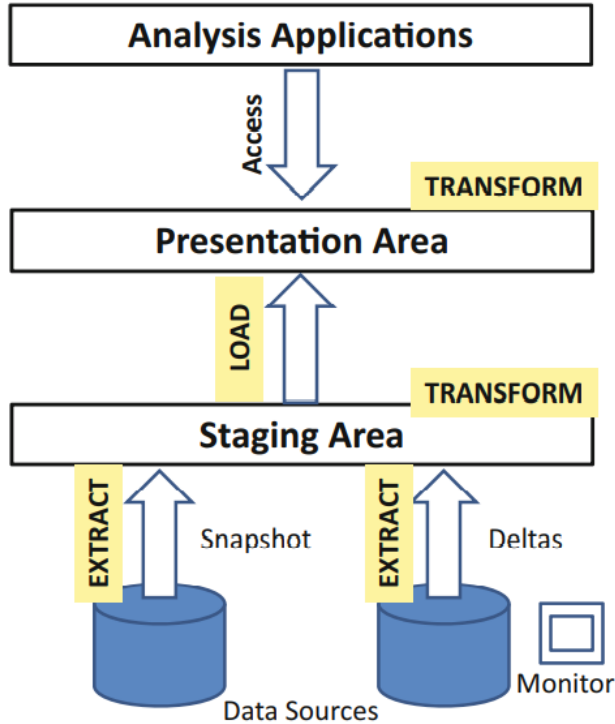 Analysis Applications
Access
TRANSFORM
Presentation Area
LOAD
TRANSFORM
Staging Area
EXTRACT
Snapshot
EXTRACT
Deltas
Monitor
Data Sources